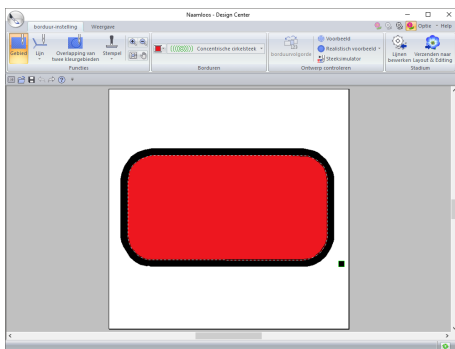 Naamloos - Design Center
borduur-instelling Weergave Optie Help
Gebied Lijn Overlapping van twee kleurgebieden Stempel
Concentrische cirkelsteek
borduurvolgorde
Voorbeeld
Realistisch voorbeeld
Steeksimulator
Lijnen bewerken Verzenden naar Layout & Editing
Functies Borduren Ontwerp controleren Stadium